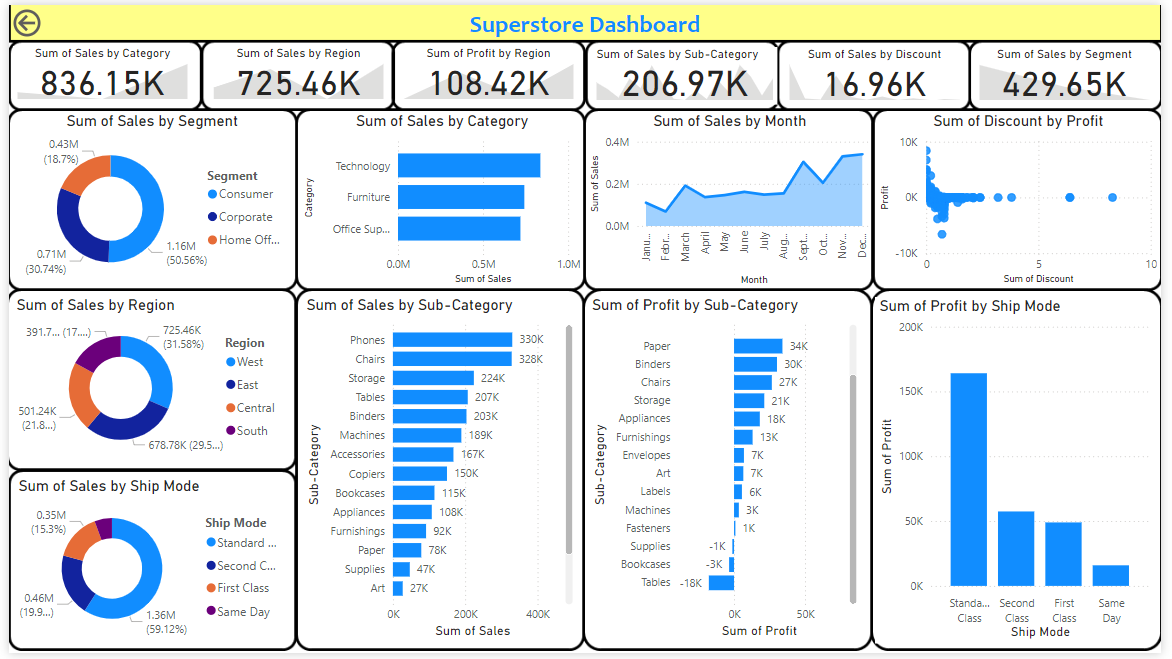 Superstore Dashboard
Sum of Sales by Category
836.15K
Sum of Sales by Region
725.46K
Sum of Profit by Region
108.42K
Sum of Sales by Sub-Category
206.97K
Sum of Sales by Discount
16.96K
Sum of Sales by Segment
429.65K
Sum of Sales by Segment
0.43M
(18.7%)
0.71M
(30.74%)
1.16M
(50.56%)
Segment
Consumer
Corporate
Home Off...
Sum of Sales by Category
Category
Technology
Furniture
Office Sup...
0.0M 0.5M 1.0M
Sum of Sales
Sum of Sales by Month
Sum of Sales
0.4M
0.2M
0.0M
Janu... Febr... March April May June July Aug... Sept... Oct... Nov... Dec...
Month
Sum of Discount by Profit
Profit
10K
0K
-10K
0 5 10
Sum of Discount
Sum of Sales by Region
391.7... (17....)
725.46K
(31.58%)
501.24K
(21.8...)
678.78K (29.5...)
Region
West
East
Central
South
Sum of Sales by Ship Mode
0.35M
(15.3%)
0.46M
(19.9...)
1.36M
(59.12%)
Ship Mode
Standard ...
Second C...
First Class
Same Day
Sum of Sales by Sub-Category
Sub-Category
Phones 330K
Chairs 328K
Storage 224K
Tables 207K
Binders 203K
Machines 189K
Accessories 167K
Copiers 150K
Bookcases 115K
Appliances 108K
Furnishings 92K
Paper 78K
Supplies 47K
Art 27K
0K 200K 400K
Sum of Sales
Sum of Profit by Sub-Category
Sub-Category
Paper 34K
Binders 30K
Chairs 27K
Storage 21K
Appliances 18K
Furnishings 13K
Envelopes 7K
Art 7K
Labels 6K
Machines 3K
Fasteners 1K
Supplies -1K
Bookcases -3K
Tables -18K
0K 50K
Sum of Profit
Sum of Profit by Ship Mode
Sum of Profit
200K
150K
100K
50K
0K
Standa... Second First Same
Class Class Class Day
Ship Mode